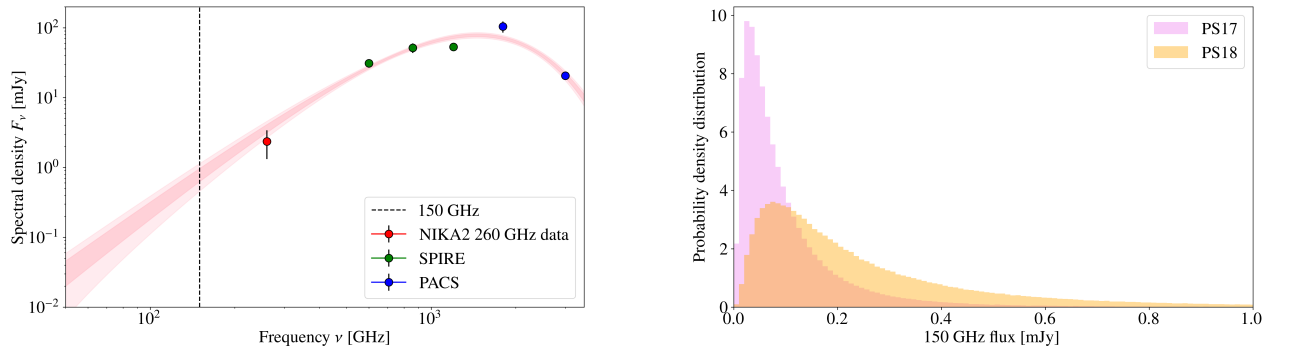 10²
10¹
10⁰
10⁻¹
10⁻²
Spectral density Fν [mJy]
150 GHz
NIKA2 260 GHz data
SPIRE
PACS
10² 10³
Frequency ν [GHz]
10
8
6
4
2
0
Probability density distribution
PS17
PS18
0.0 0.2 0.4 0.6 0.8 1.0
150 GHz flux [mJy]